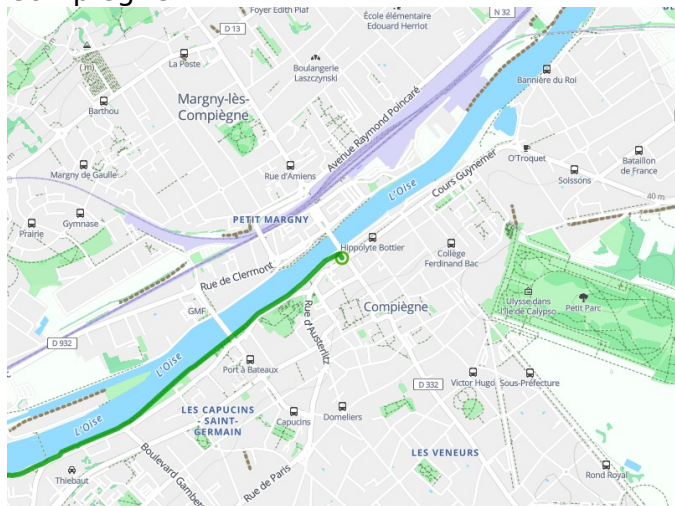 Foyer Edith Piaf
École élémentaire
Edouard Herriot
N 32
D 13
La Poste
Boulangerie
Laszczynski
Bannière du Roi
Barthou
Margny-lès-
Compiègne
Avenue Raymond Poincaré
O'Troquet
Bataillon
de France
Margny de Gaulle
Rue d'Amiens
L'Oise
Cours Guynemer
Soissons
40 m
Prairie
Gymnase
PETIT MARGNY
Hippolyte Bottier
Collège
Ferdinand Bac
Rue de Clermont
Ulysse dans
l'Île de Calypso
Petit Parc
GMF
Rue d'Austerlitz
Compiègne
D 932
L'Oise
Port à Bateaux
D 332
Victor Hugo
Sous-Préfecture
LES CAPUCINS
- SAINT-
GERMAIN
Capucins
Domeliers
L'Oise
LES VENEURS
Thiebaut
Boulevard Gamber
Rue de Paris
Rond Royal